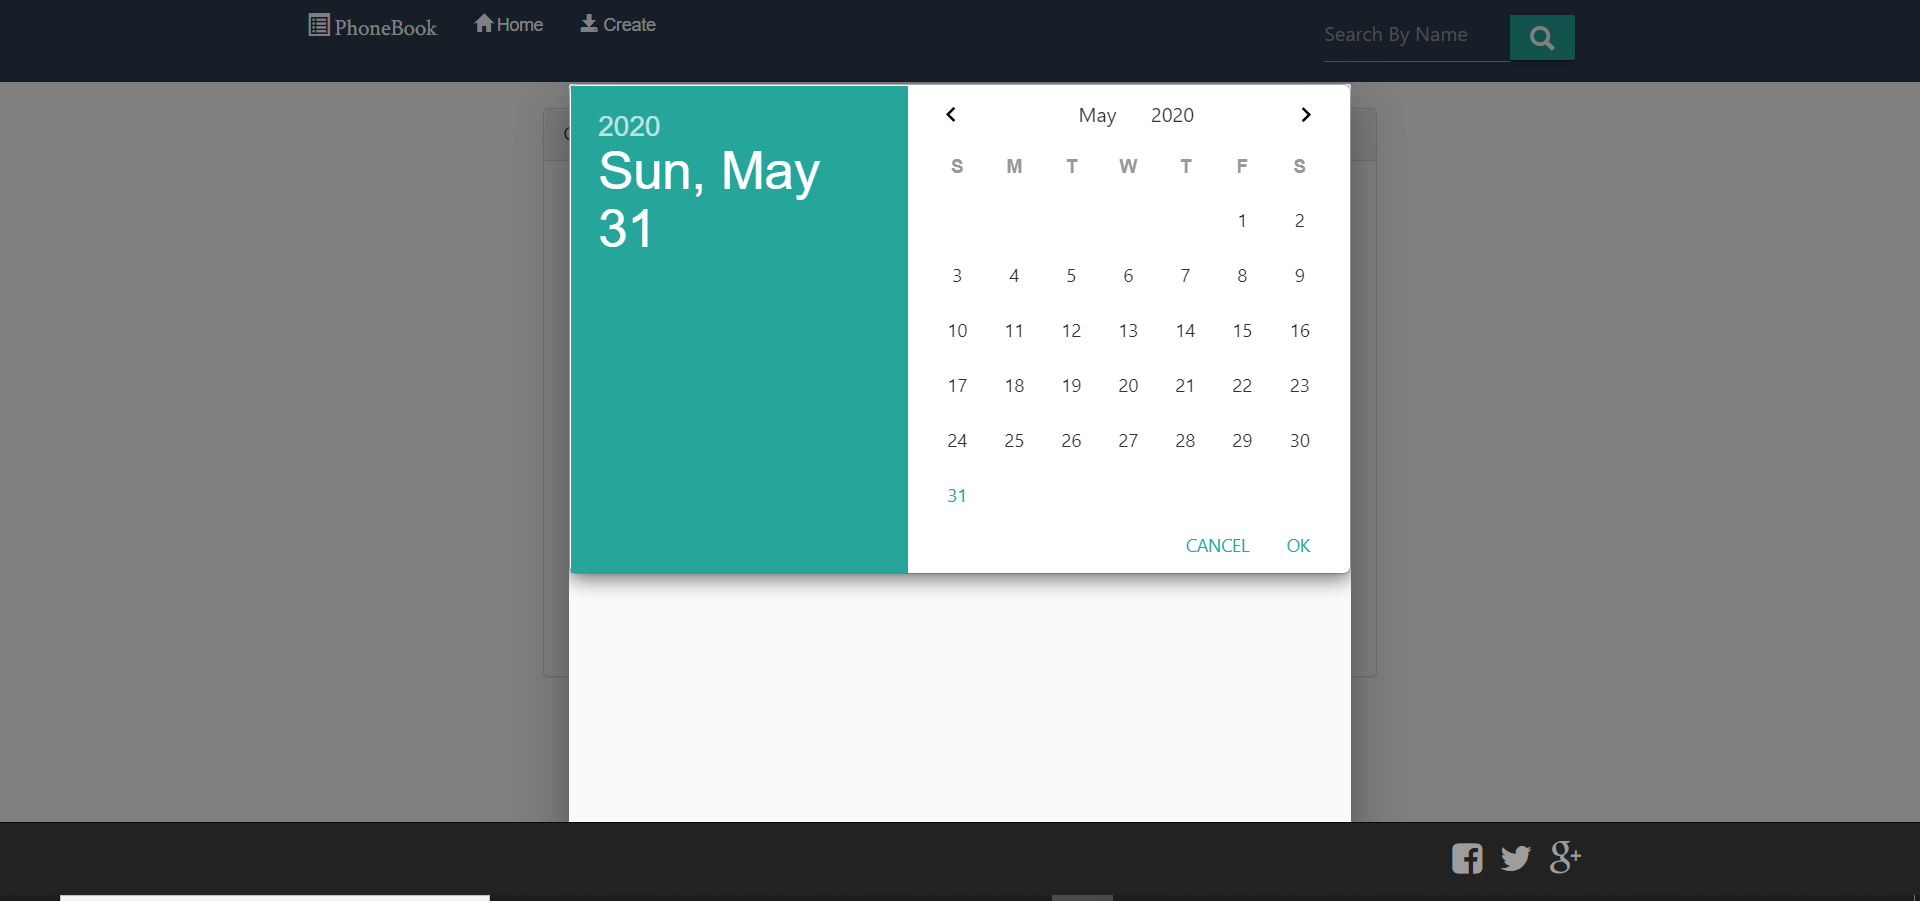 PhoneBook Home Create
Search By Name
2020
Sun, May
31
May 2020
S M T W T F S
1 2
3 4 5 6 7 8 9
10 11 12 13 14 15 16
17 18 19 20 21 22 23
24 25 26 27 28 29 30
31
CANCEL OK
g+